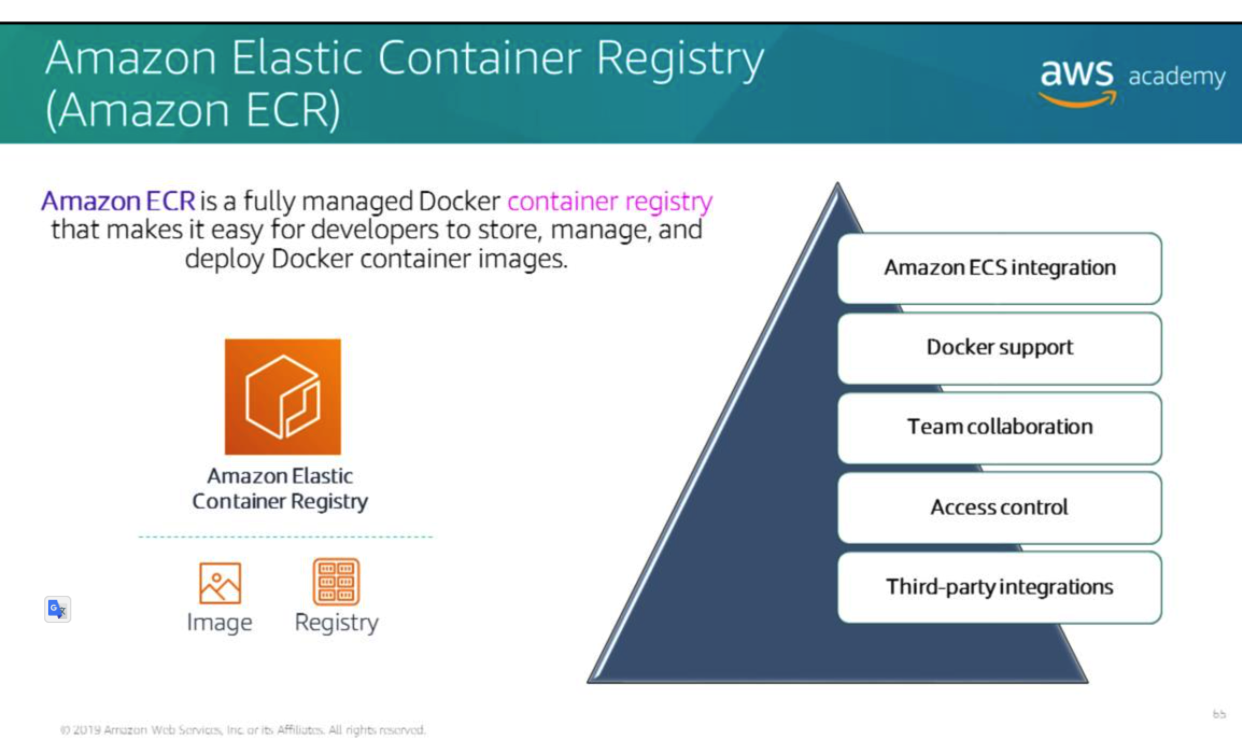 Amazon Elastic Container Registry
(Amazon ECR)
aws academy
Amazon ECR is a fully managed Docker container registry
that makes it easy for developers to store, manage, and
deploy Docker container images.
Amazon Elastic
Container Registry
Image
Registry
Amazon ECS integration
Docker support
Team collaboration
Access control
Third-party integrations
© 2019 Amazon Web Services, Inc. or its Affiliates. All rights reserved.
65